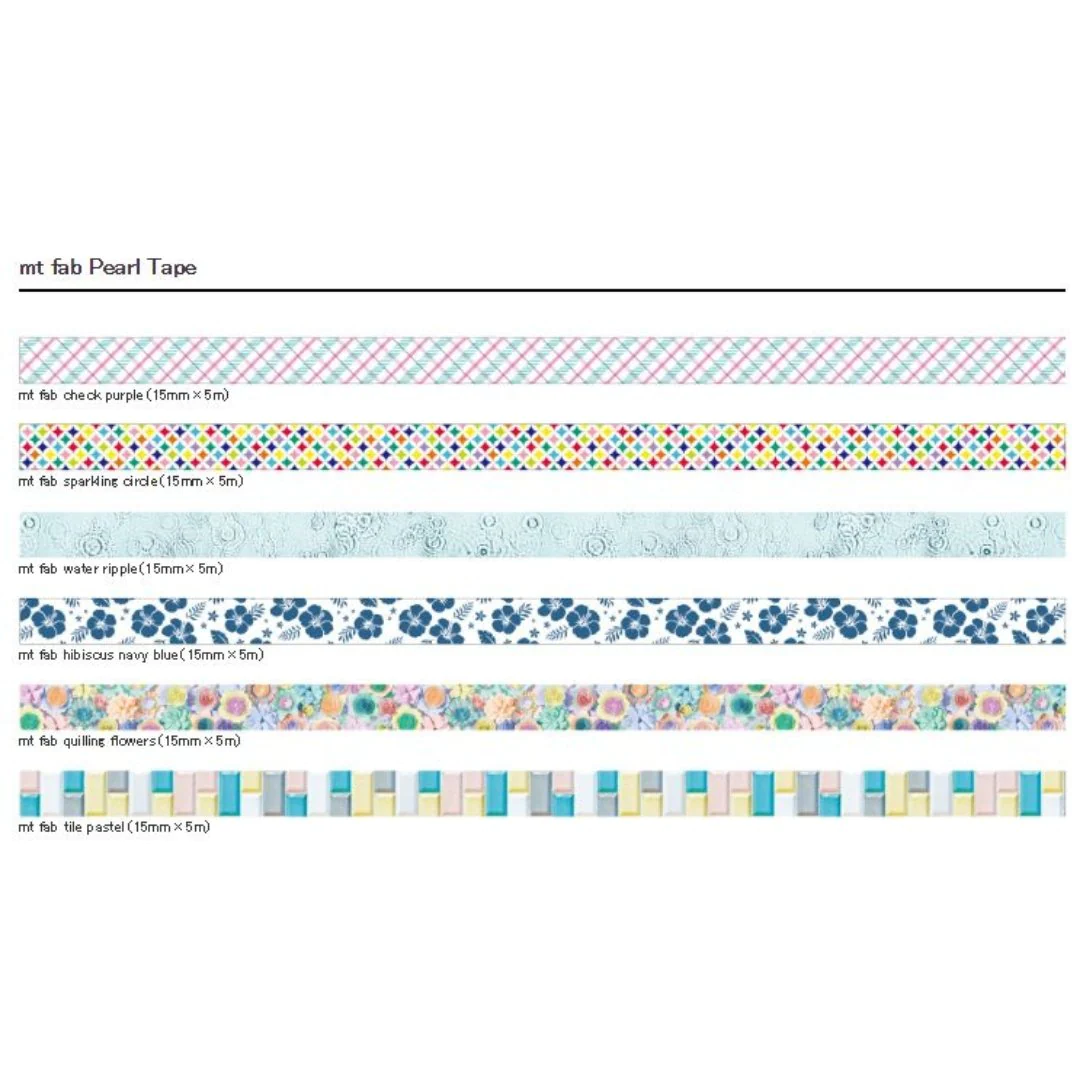 mt fab Pearl Tape
mt fab check purple(15mm×5m)
mt fab sparkling circle(15mm×5m)
mt fab water ripple(15mm×5m)
mt fab hibiscus navy blue(15mm×5m)
mt fab quilling flowers(15mm×5m)
mt fab tile pastel(15mm×5m)